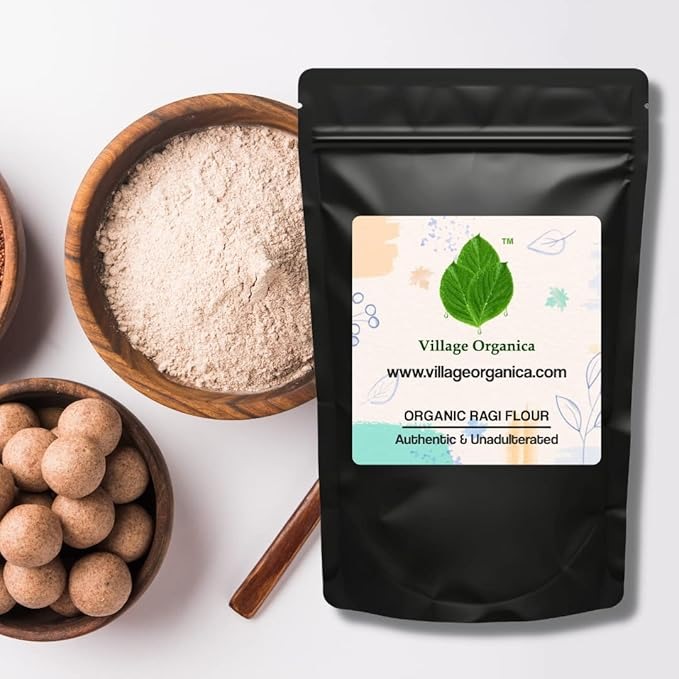 TM
Village Organica
www.villageorganica.com
ORGANIC RAGI FLOUR
Authentic & Unadulterated